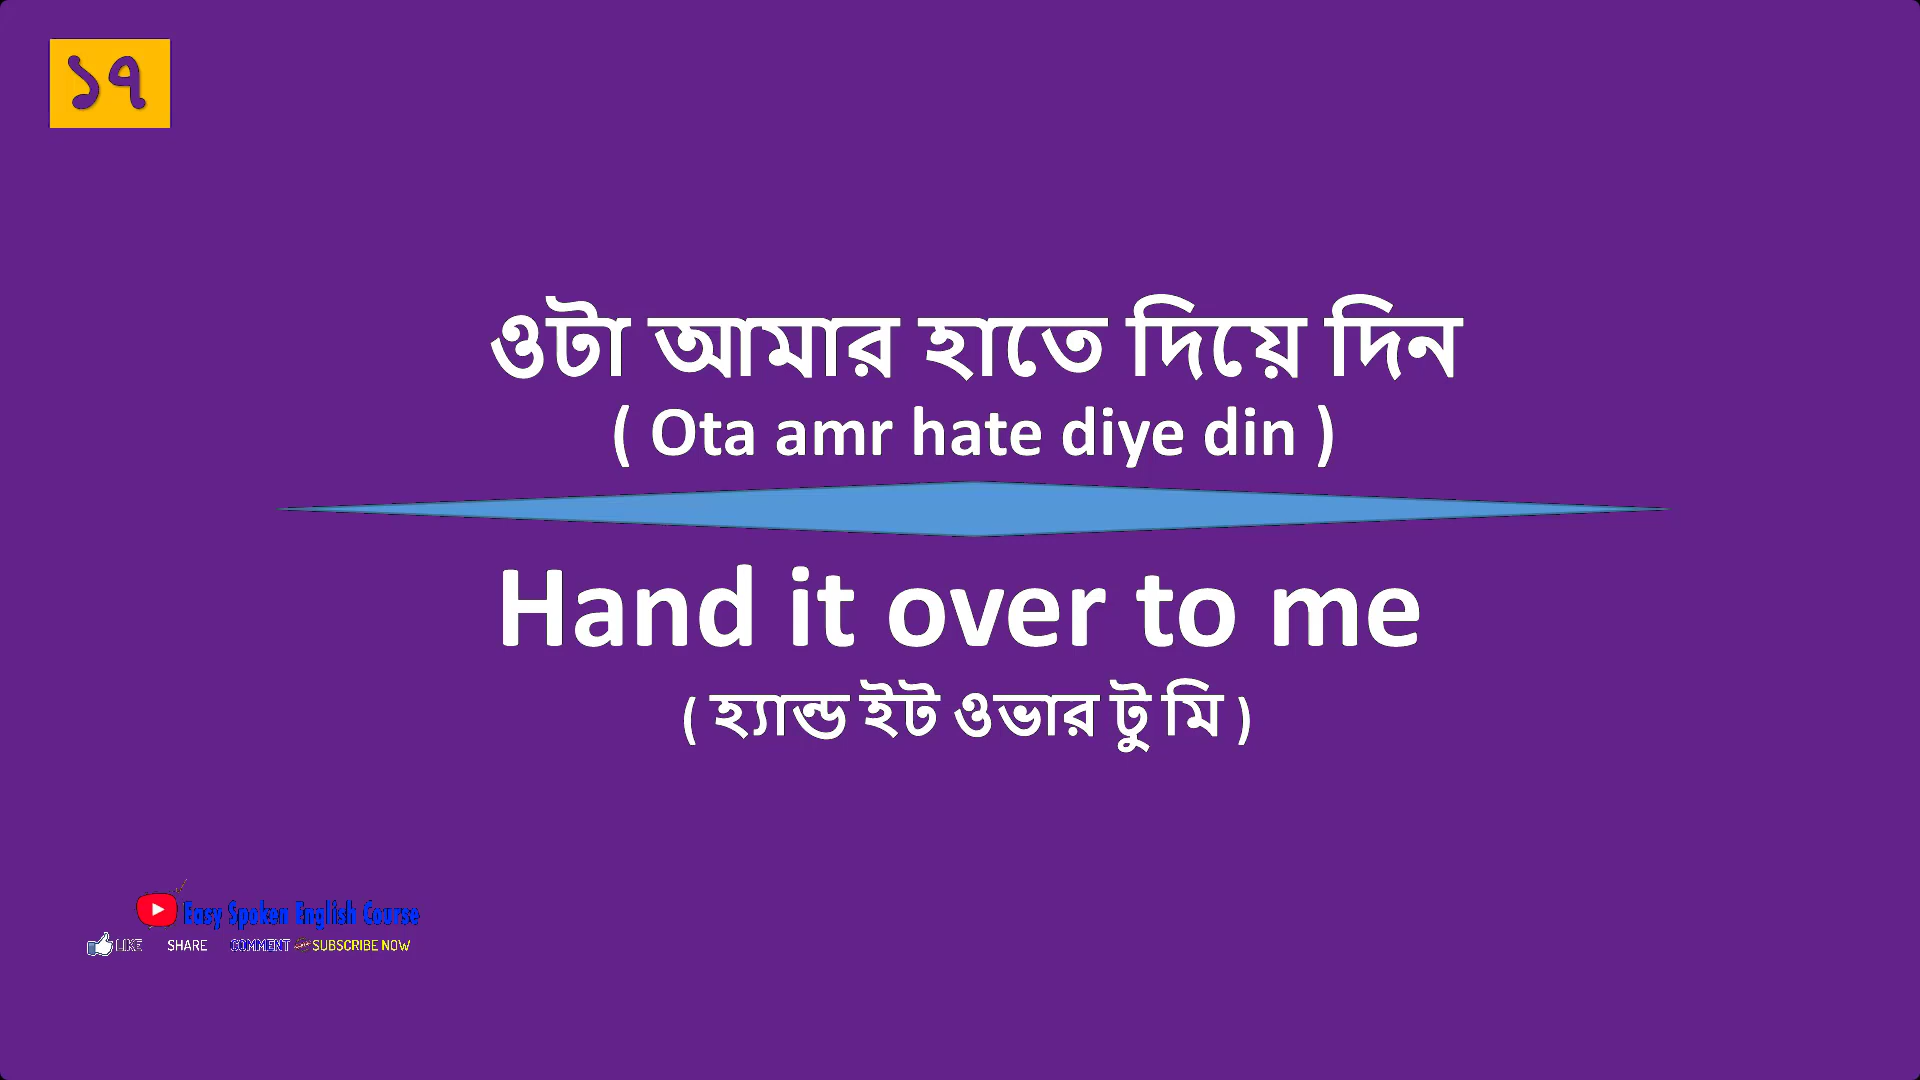 ১৭
ওটা আমার হাতে দিয়ে দিন
( Ota amr hate diye din )
Hand it over to me
( হ্যান্ড ইট ওভার টু মি )
Easy Spoken English Course
LIKE SHARE COMMENT SUBSCRIBE NOW